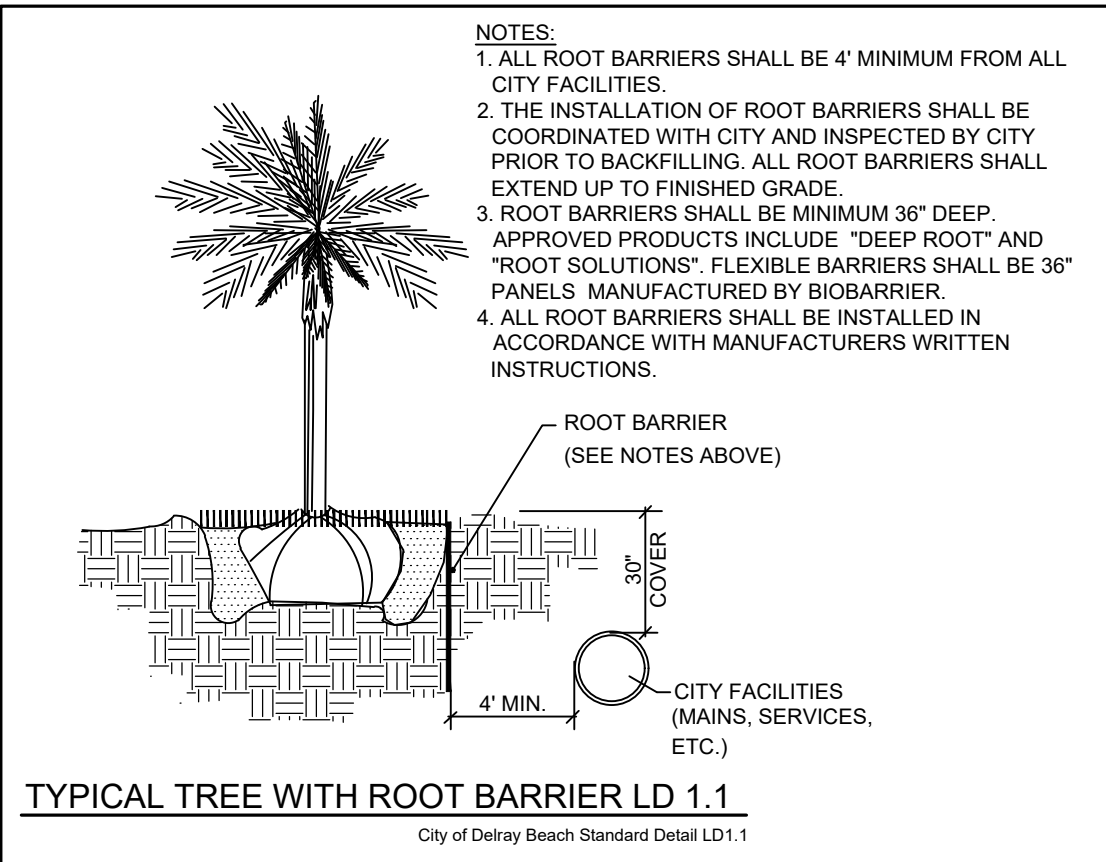 NOTES:
1. ALL ROOT BARRIERS SHALL BE 4' MINIMUM FROM ALL
CITY FACILITIES.
2. THE INSTALLATION OF ROOT BARRIERS SHALL BE
COORDINATED WITH CITY AND INSPECTED BY CITY
PRIOR TO BACKFILLING. ALL ROOT BARRIERS SHALL
EXTEND UP TO FINISHED GRADE.
3. ROOT BARRIERS SHALL BE MINIMUM 36" DEEP.
APPROVED PRODUCTS INCLUDE "DEEP ROOT" AND
"ROOT SOLUTIONS". FLEXIBLE BARRIERS SHALL BE 36"
PANELS MANUFACTURED BY BIOBARRIER.
4. ALL ROOT BARRIERS SHALL BE INSTALLED IN
ACCORDANCE WITH MANUFACTURERS WRITTEN
INSTRUCTIONS.
ROOT BARRIER
(SEE NOTES ABOVE)
30"
COVER
4' MIN.
CITY FACILITIES
(MAINS, SERVICES,
ETC.)
TYPICAL TREE WITH ROOT BARRIER LD 1.1
City of Delray Beach Standard Detail LD1.1